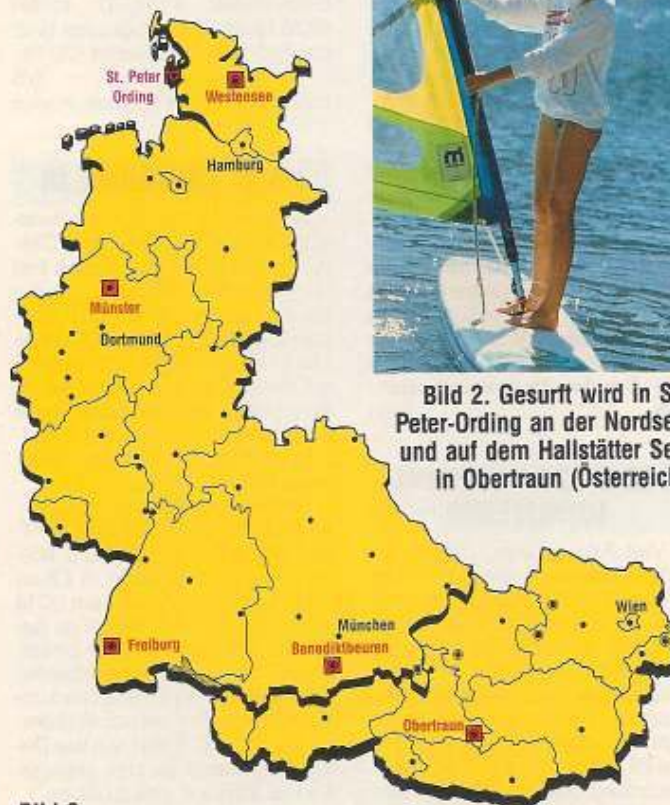 St. Peter
Ording
Westensee
Hamburg
Münster
Dortmund
Bild 2. Gesurft wird in S
Peter-Ording an der Nordse
und auf dem Hallstätter Se
in Obertraun (Österreic
Wien
München
Freiburg
Benediktbeuren
Obertraun